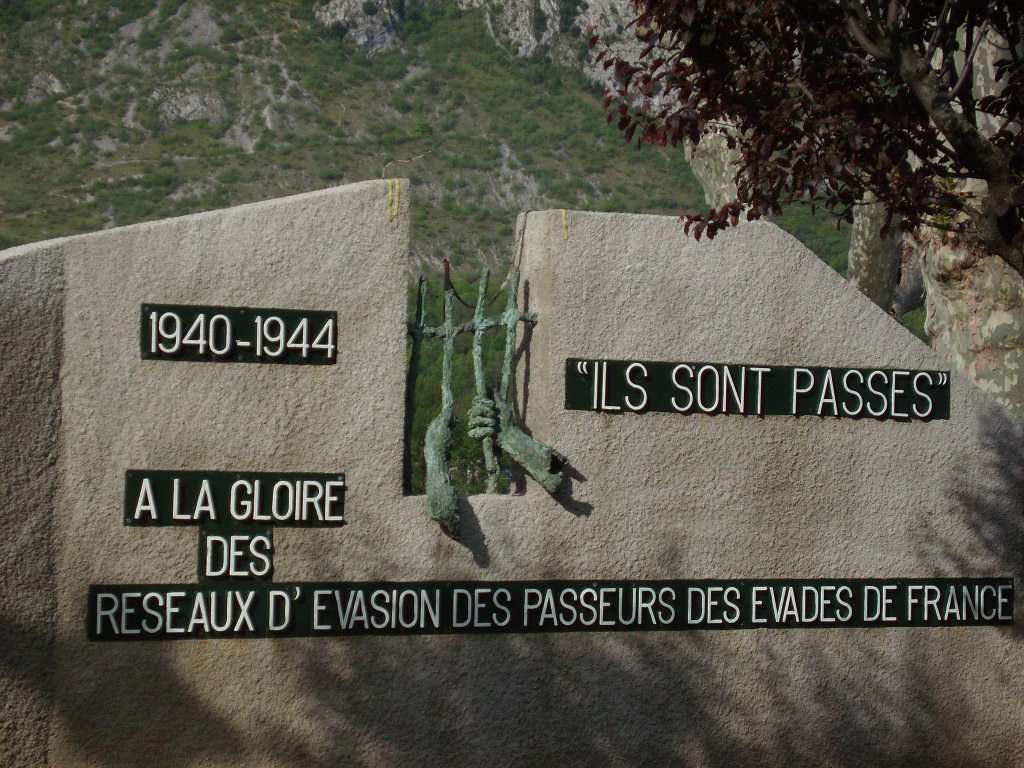 1940-1944
"ILS SONT PASSES"
A LA GLOIRE
DES
RESEAUX D'EVASION DES PASSEURS DES EVADES DE FRANCE